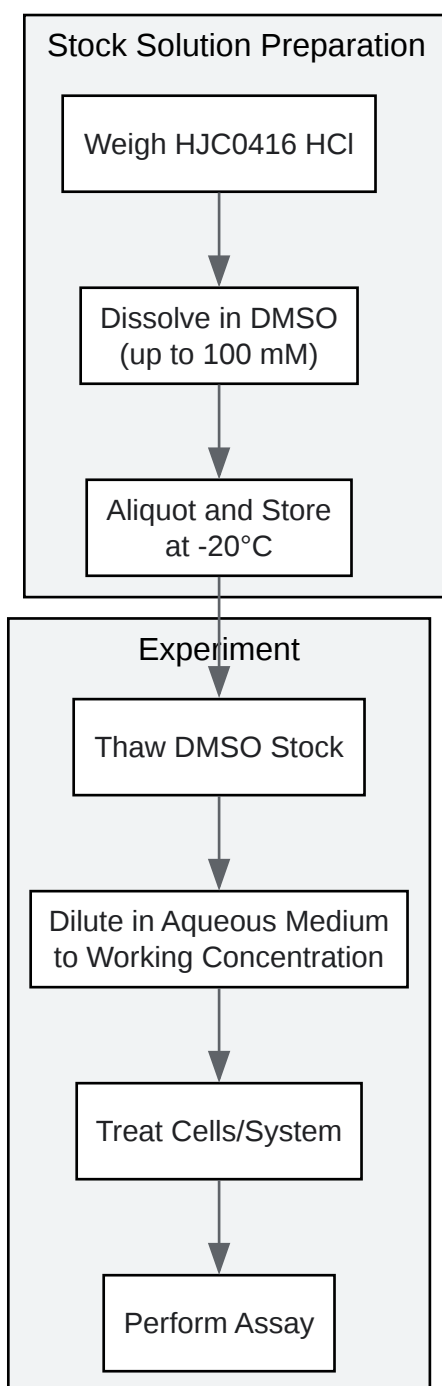 Stock Solution Preparation
Weigh HJC0416 HCl
Dissolve in DMSO
(up to 100 mM)
Aliquot and Store
at -20°C
Experiment
Thaw DMSO Stock
Dilute in Aqueous Medium
to Working Concentration
Treat Cells/System
Perform Assay